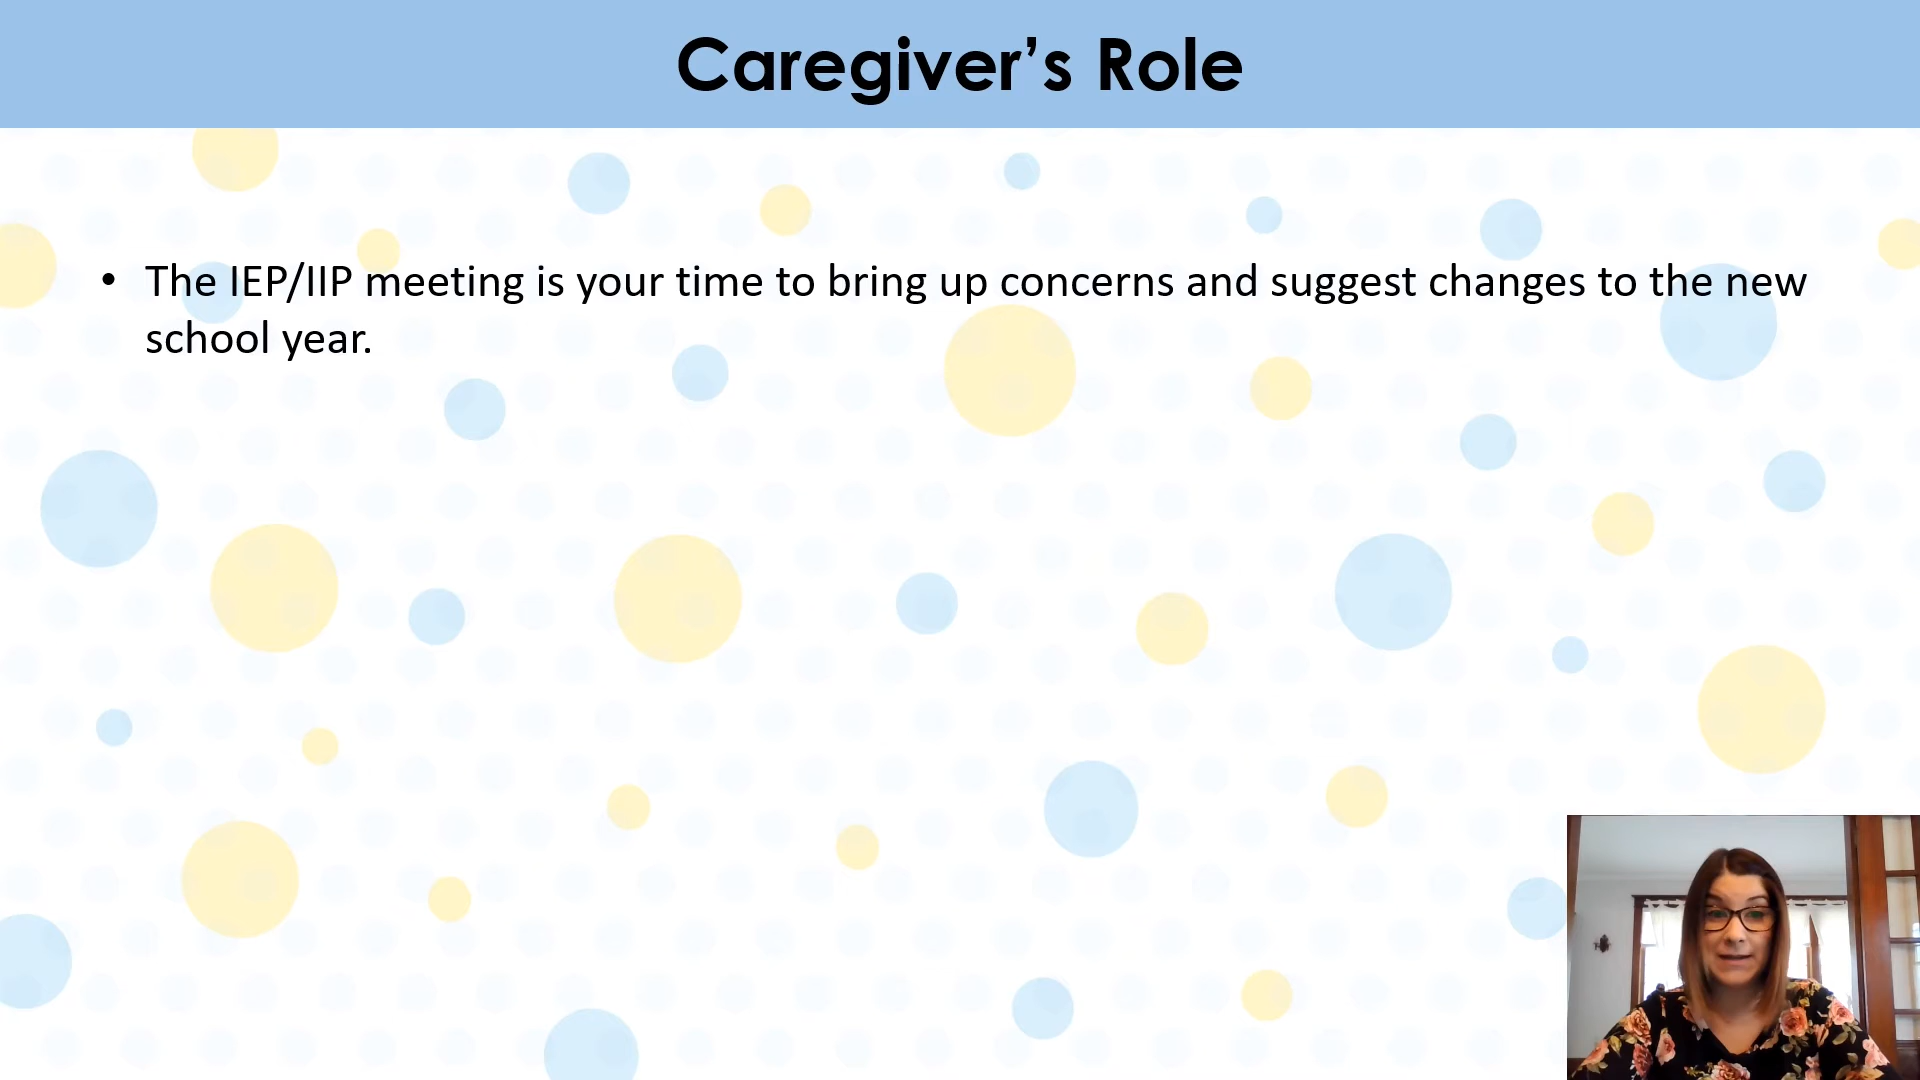 Caregiver’s Role
• The IEP/IIP meeting is your time to bring up concerns and suggest changes to the new
school year.